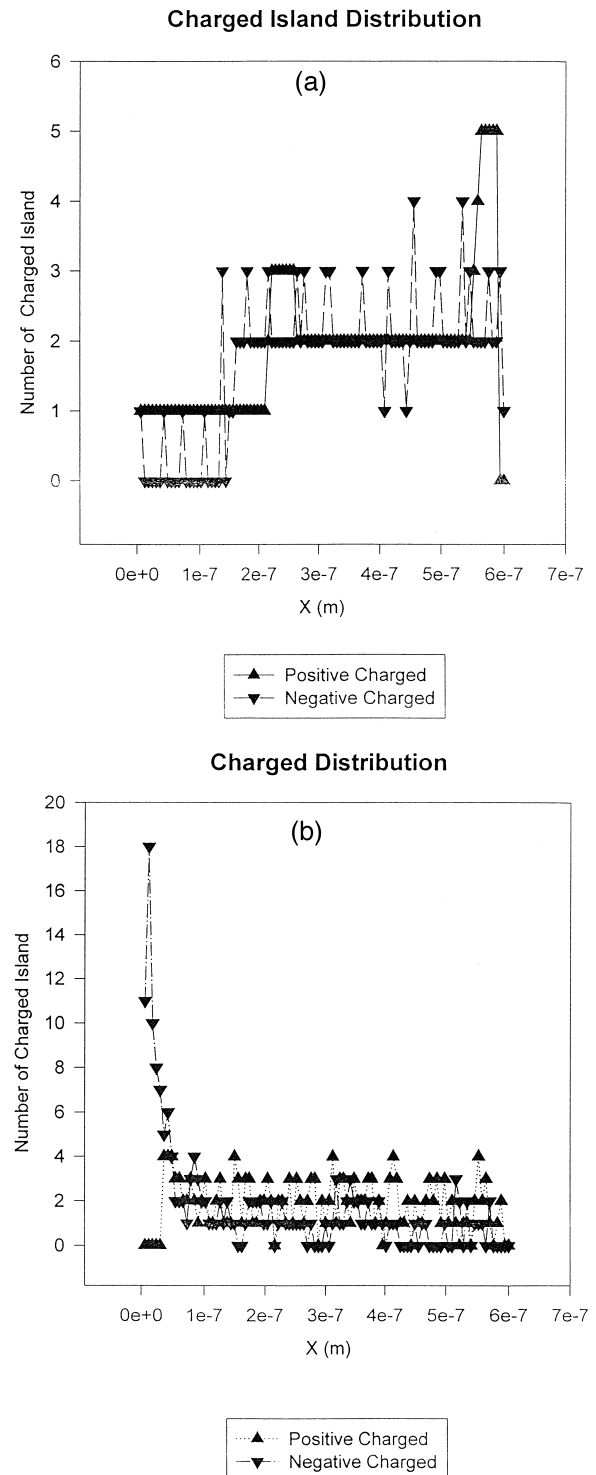 Charged Island Distribution
(a)
6
5
4
3
2
1
0
Number of Charged Island
0e+0 1e-7 2e-7 3e-7 4e-7 5e-7 6e-7 7e-7
X (m)
Positive Charged
Negative Charged
Charged Distribution
(b)
20
18
16
14
12
10
8
6
4
2
0
Number of Charged Island
0e+0 1e-7 2e-7 3e-7 4e-7 5e-7 6e-7 7e-7
X (m)
Positive Charged
Negative Charged